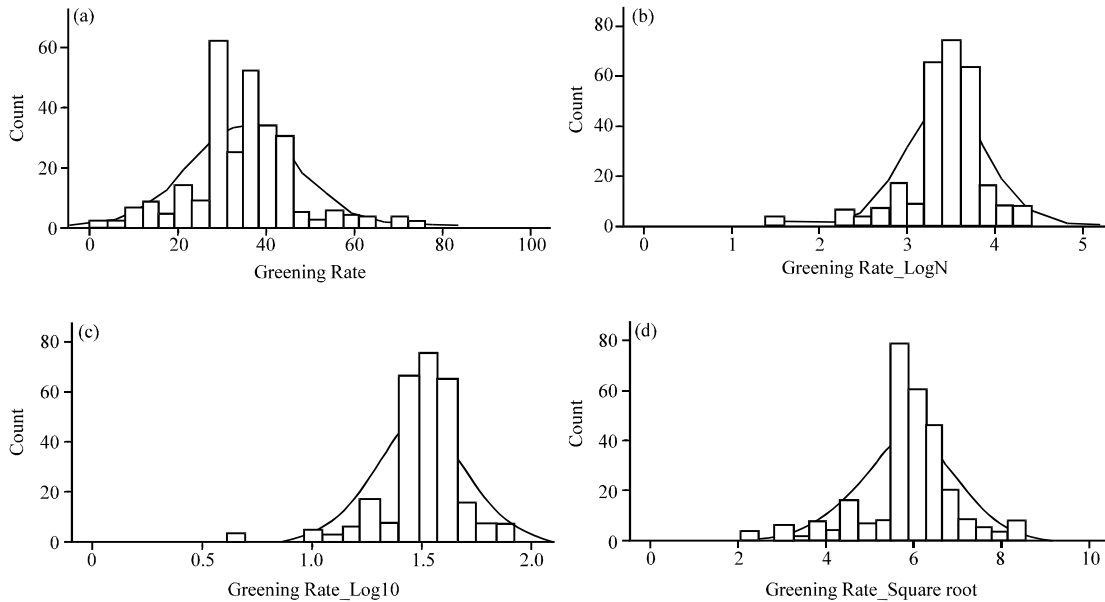 (a)
60
40
20
0
Count
0 20 40 60 80 100
Greening Rate
(b)
80
60
40
20
0
Count
0 1 2 3 4 5
Greening Rate_LogN
(c)
80
60
40
20
0
Count
0 0.5 1.0 1.5 2.0
Greening Rate_Log10
(d)
80
60
40
20
0
Count
0 2 4 6 8 10
Greening Rate_Square root